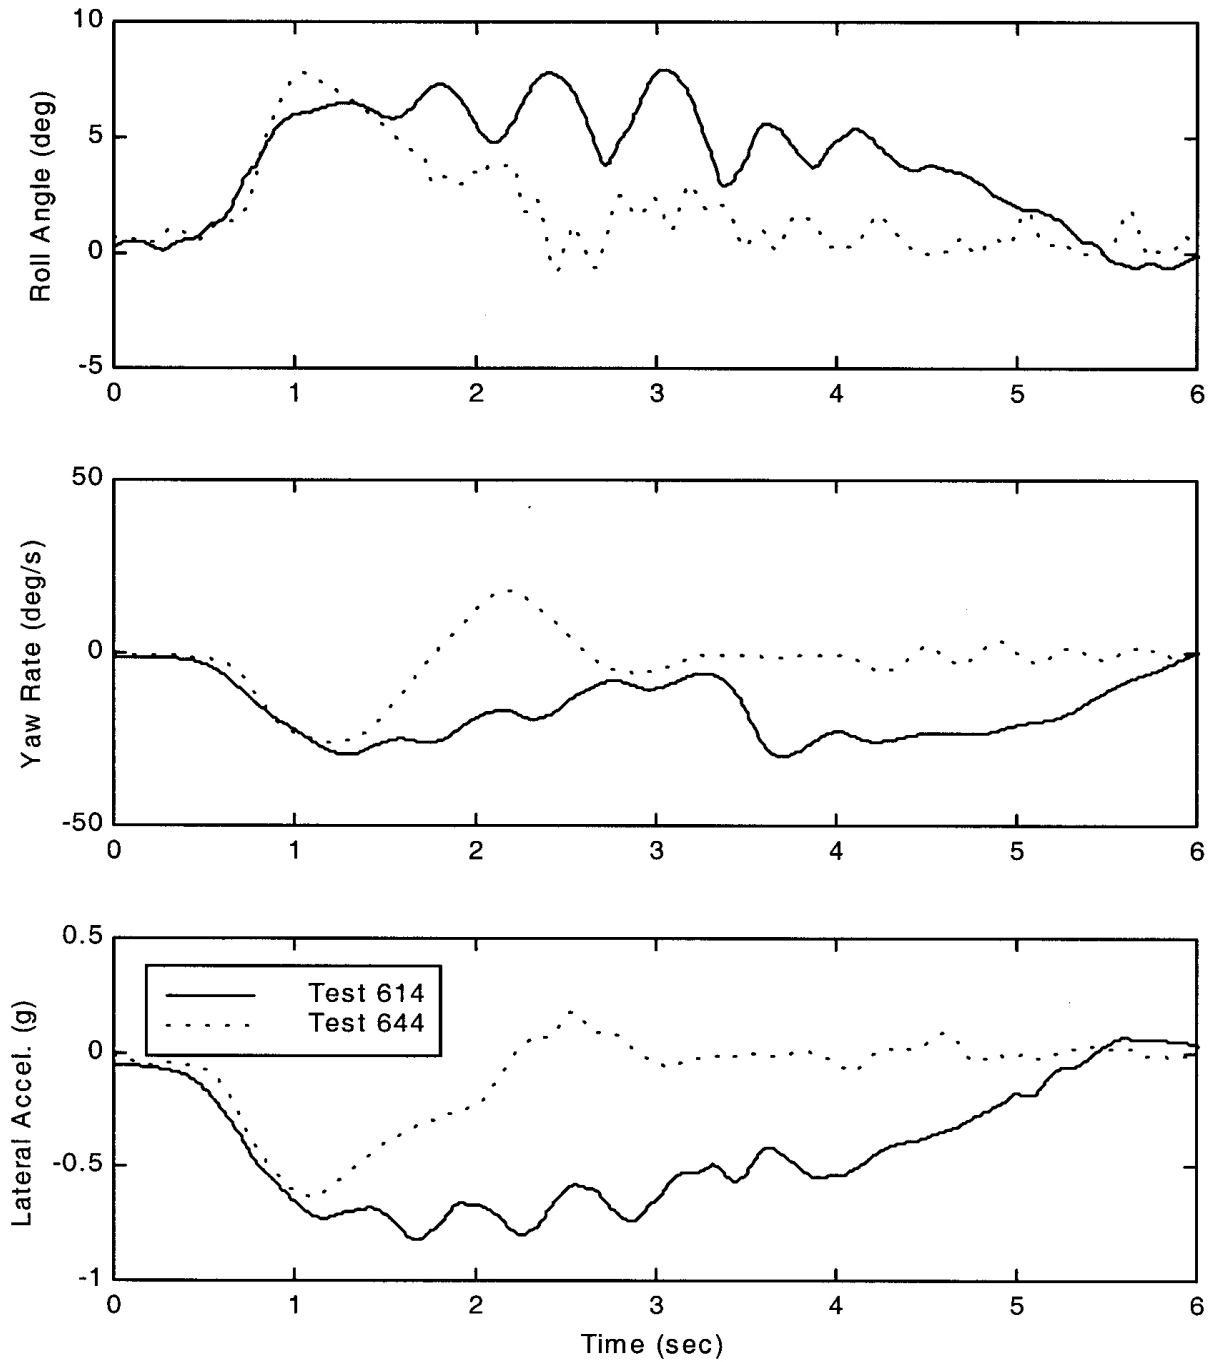 10
5
0
-5
Roll Angle (deg)
0 1 2 3 4 5 6
50
0
-50
Yaw Rate (deg/s)
0 1 2 3 4 5 6
0.5
0
-0.5
-1
Lateral Accel. (g)
Test 614
Test 644
0 1 2 3 4 5 6
Time (sec)